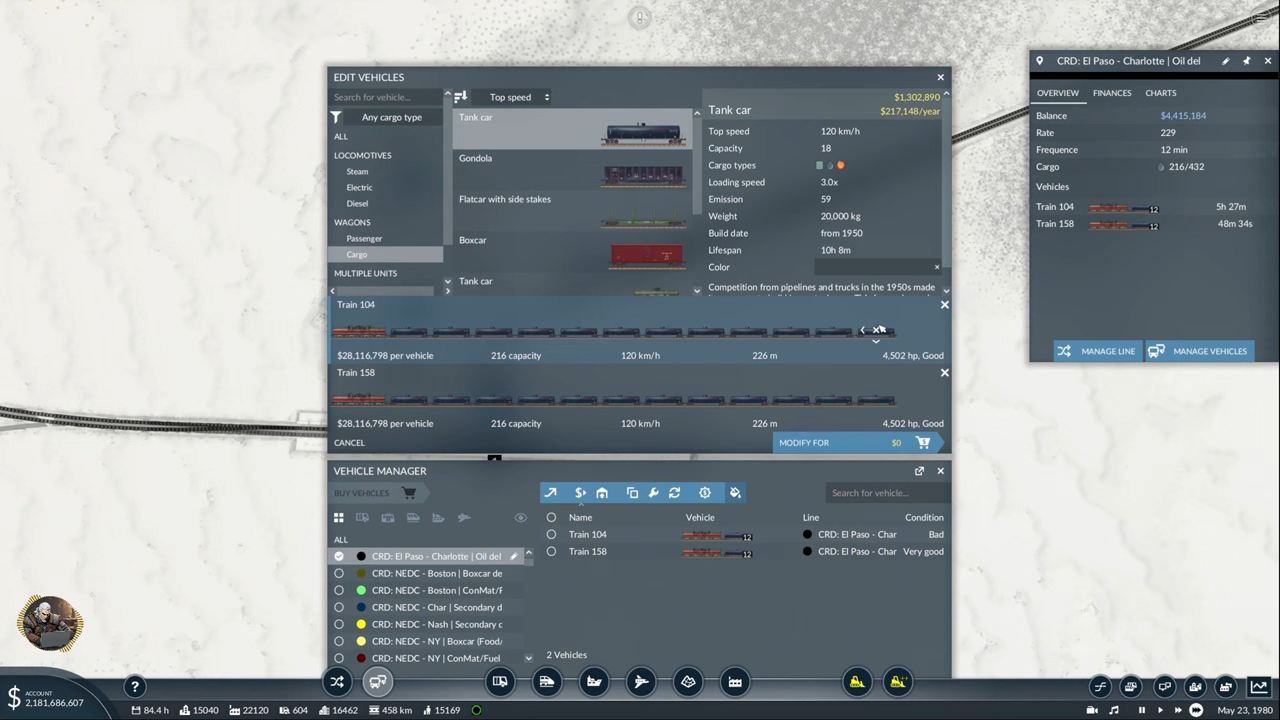 EDIT VEHICLES
Search for vehicle...
Any cargo type
ALL
LOCOMOTIVES
Steam
Electric
Diesel
WAGONS
Passenger
Cargo
MULTIPLE UNITS
Top speed
Tank car
Gondola
Flatcar with side stakes
Boxcar
Tank car
$1,302,890
Tank car
$217,148/year
Top speed 120 km/h
Capacity 18
Cargo types
Loading speed 3.0x
Emission 59
Weight 20,000 kg
Build date from 1950
Lifespan 10h 8m
Color
Competition from pipelines and trucks in the 1950s made
Train 104
$28,116,798 per vehicle 216 capacity 120 km/h 226 m 4,502 hp, Good
Train 158
$28,116,798 per vehicle 216 capacity 120 km/h 226 m 4,502 hp, Good
CANCEL
MODIFY FOR $0
VEHICLE MANAGER
BUY VEHICLES
Search for vehicle...
ALL
CRD: El Paso - Charlotte | Oil del
CRD: NEDC - Boston | Boxcar de
CRD: NEDC - Boston | ConMat/F
CRD: NEDC - Char | Secondary d
CRD: NEDC - Nash | Secondary c
CRD: NEDC - NY | Boxcar (Food/
CRD: NEDC - NY | ConMat/Fuel
Name Vehicle Line Condition
Train 104 12 CRD: El Paso - Char Bad
Train 158 12 CRD: El Paso - Char Very good
2 Vehicles
CRD: El Paso - Charlotte | Oil del
OVERVIEW FINANCES CHARTS
Balance $4,415,184
Rate 229
Frequence 12 min
Cargo 216/432
Vehicles
Train 104 12 5h 27m
Train 158 12 48m 34s
MANAGE LINE MANAGE VEHICLES
$ ACCOUNT
2,181,686,607
?
84.4 h 15040 22120 604 16462 458 km 15169
May 23, 1980